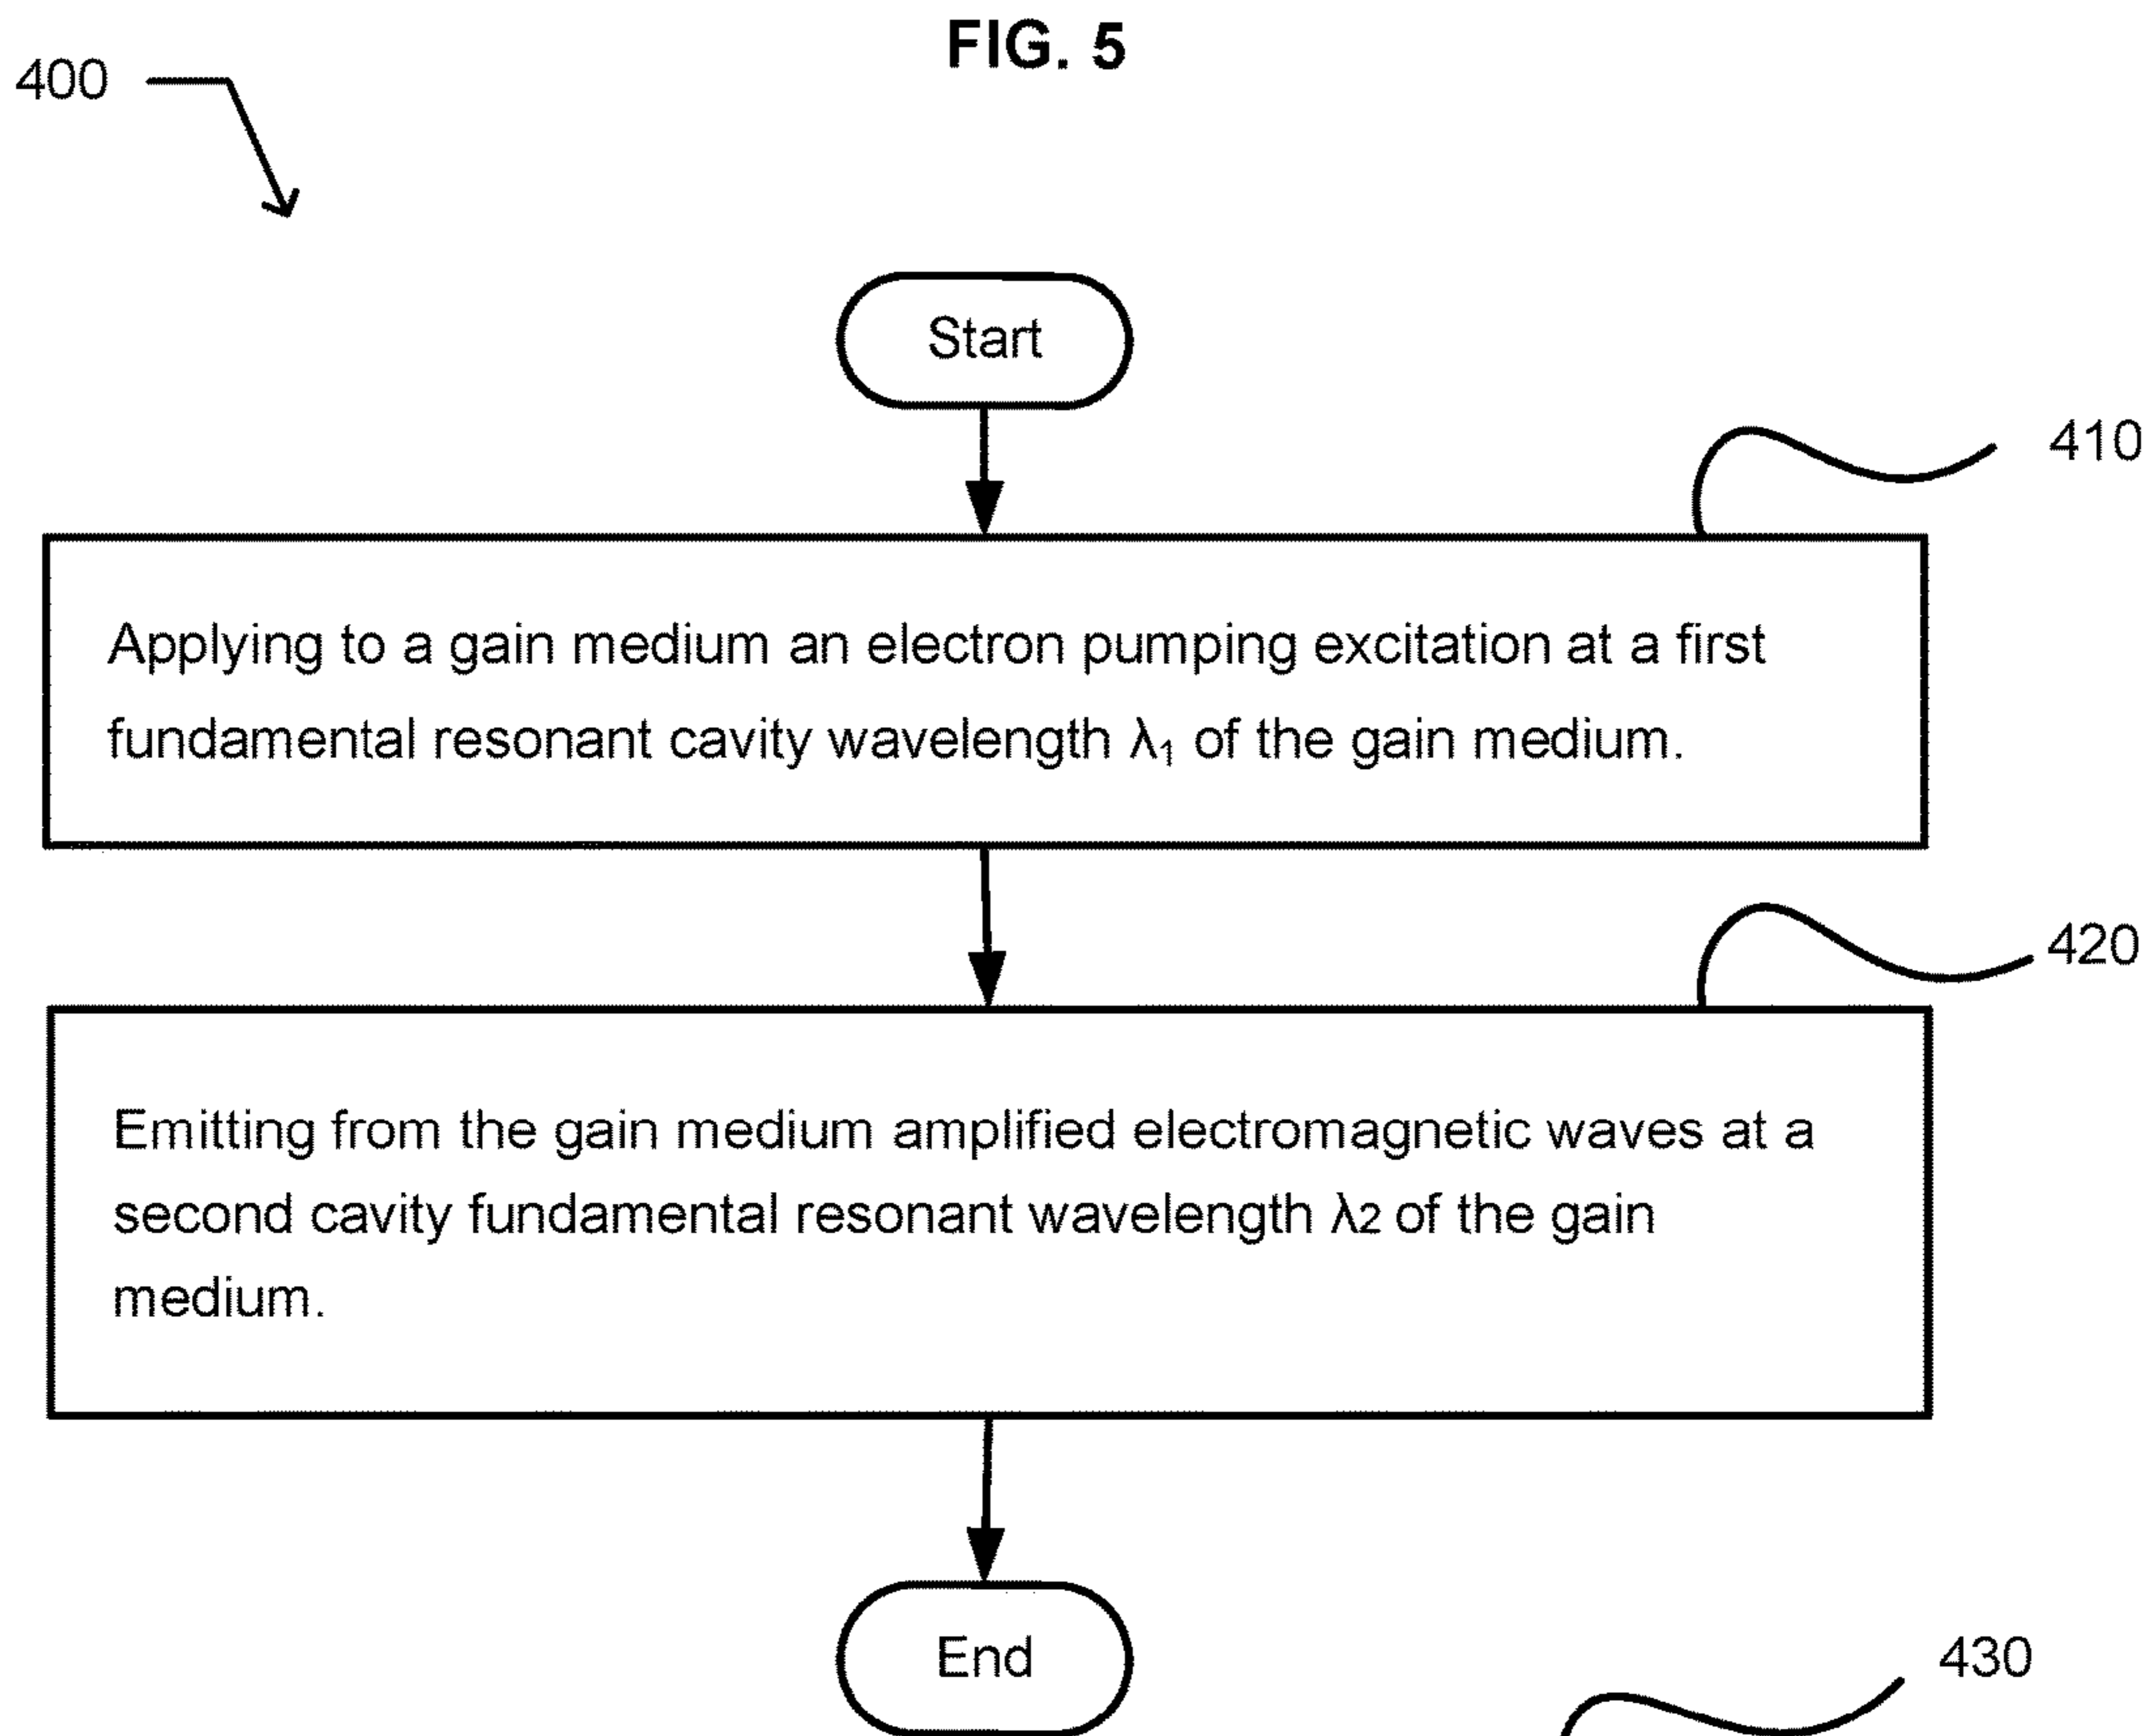 FIG. 5
400
Start
410
Applying to a gain medium an electron pumping excitation at a first
fundamental resonant cavity wavelength λ₁ of the gain medium.
420
Emitting from the gain medium amplified electromagnetic waves at a
second cavity fundamental resonant wavelength λ2 of the gain
medium.
End
430